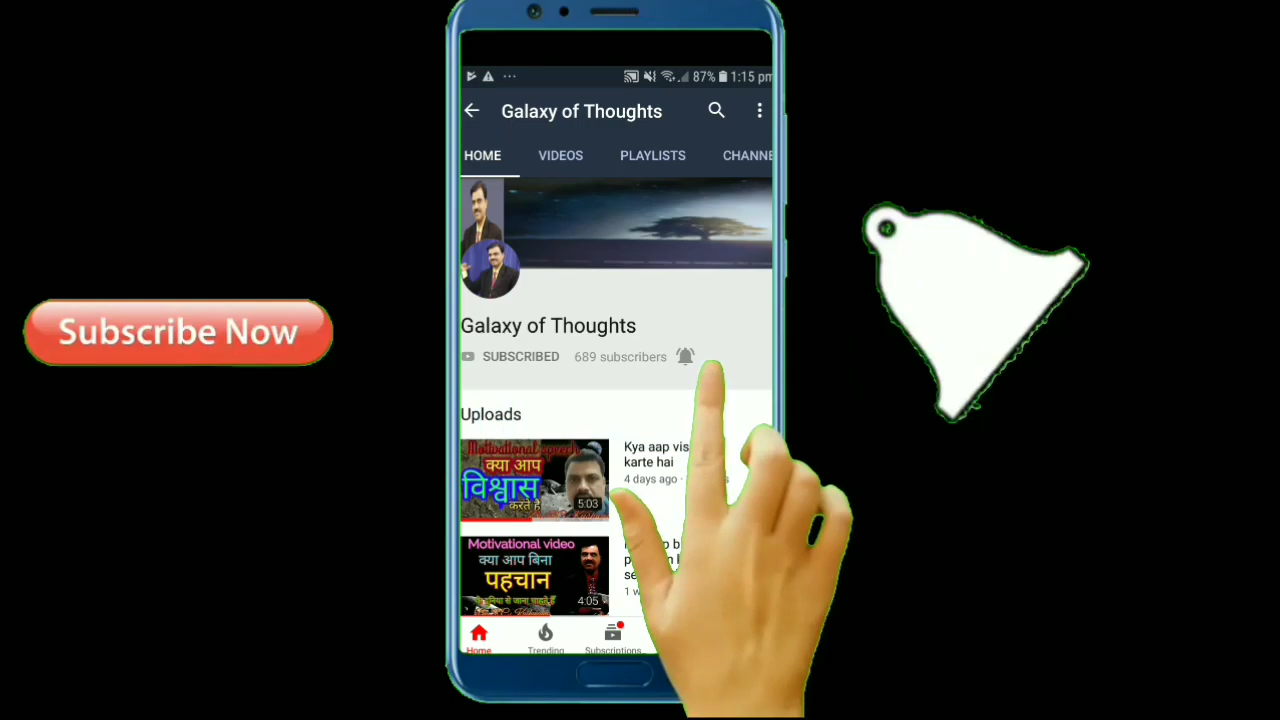 87% 1:15 pm
Galaxy of Thoughts
HOME VIDEOS PLAYLISTS CHANNE
Subscribe Now
Galaxy of Thoughts
SUBSCRIBED 689 subscribers
Uploads
Motivational speech
क्या आप
विश्वास
करते है
5:03
Kya aap vis
karte hai
4 days ago
Motivational video
क्या आप बिना
पहचान
के दुनिया से जाना चाहते हैं
4:05
Home Trending Subscriptions